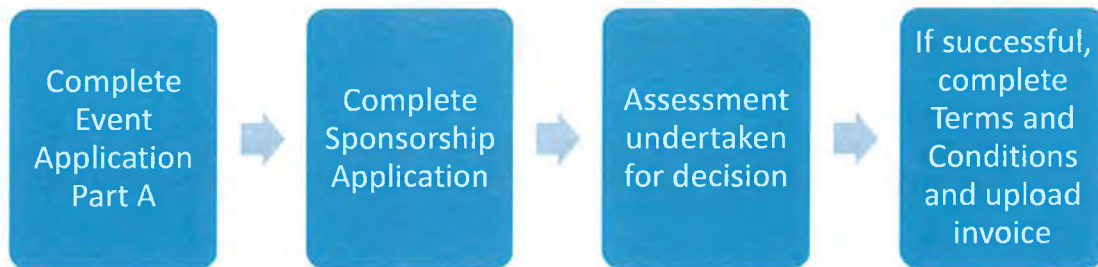 Complete
Event
Application
Part A
Complete
Sponsorship
Application
Assessment
undertaken
for decision
If successful,
complete
Terms and
Conditions
and upload
invoice